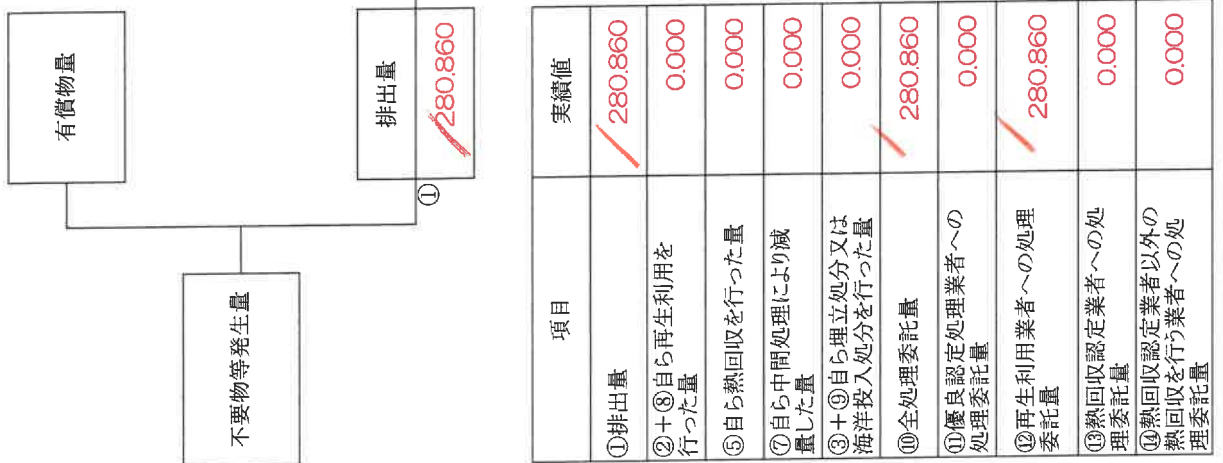 有償物量
不要物等発生量
排出量
①
280.860
項目
実績値
①排出量
280.860
②+⑧自ら再生利用を
行った量
0.000
⑤自ら熱回収を行った量
0.000
⑦自ら中間処理により減
量した量
0.000
③+⑨自ら埋立処分又は
海洋投入処分を行った量
0.000
⑩全処理委託量
280.860
⑪優良認定処理業者への
処理委託量
0.000
⑫再生利用業者への処理
委託量
280.860
⑬熱回収認定業者への処
理委託量
0.000
⑭熱回収認定業者以外の
熱回収を行う業者への処
理委託量
0.000